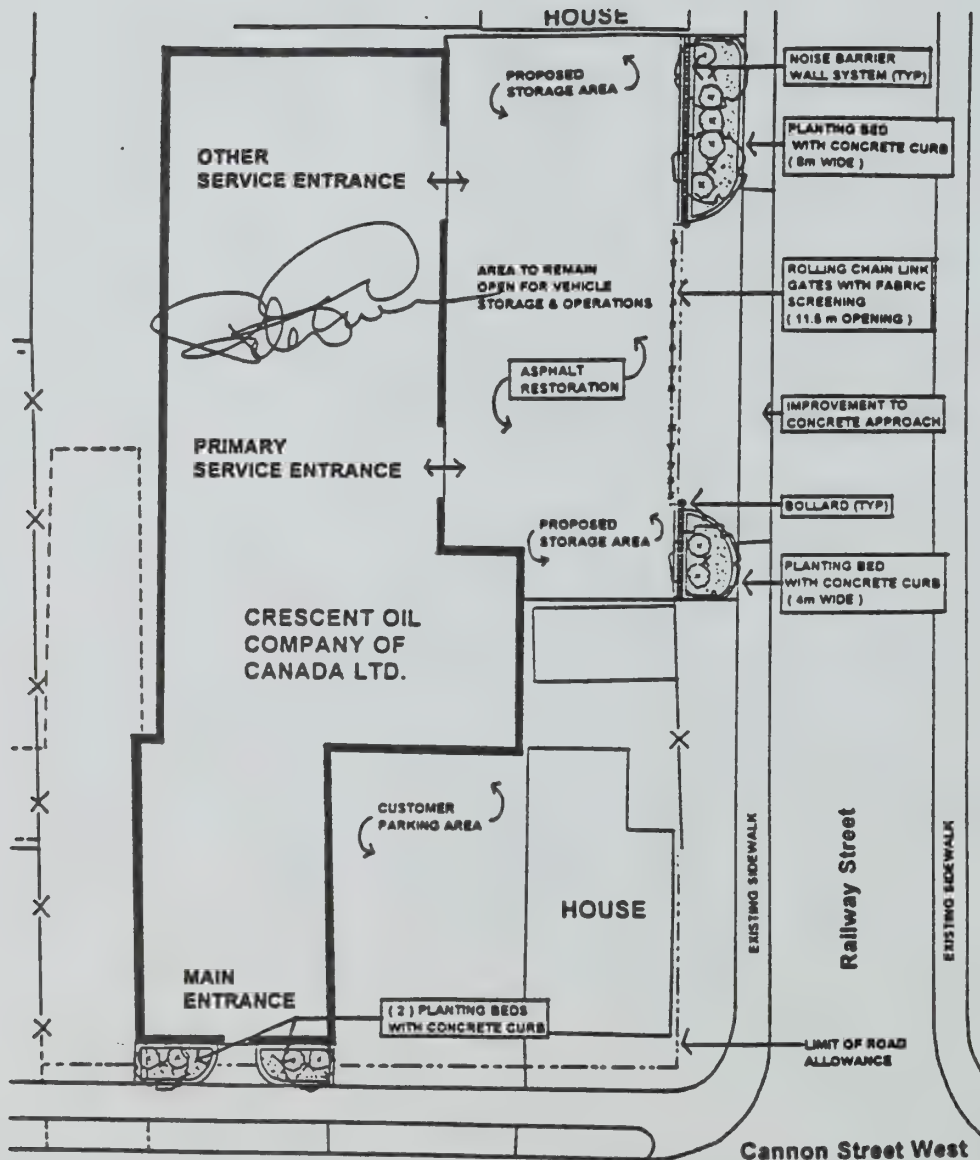 HOUSE
PROPOSED
STORAGE AREA
NOISE BARRIER
WALL SYSTEM (TYP)
PLANTING BED
WITH CONCRETE CURB
( 8m WIDE )
OTHER
SERVICE ENTRANCE
AREA TO REMAIN
OPEN FOR VEHICLE
STORAGE & OPERATIONS
ROLLING CHAIN LINK
GATES WITH FABRIC
SCREENING
( 11.6 m OPENING )
ASPHALT
RESTORATION
IMPROVEMENT TO
CONCRETE APPROACH
PRIMARY
SERVICE ENTRANCE
BOLLARD (TYP)
PROPOSED
STORAGE AREA
PLANTING BED
WITH CONCRETE CURB
( 4m WIDE )
CRESCENT OIL
COMPANY OF
CANADA LTD.
CUSTOMER
PARKING AREA
HOUSE
EXISTING SIDEWALK
Railway Street
EXISTING SIDEWALK
MAIN
ENTRANCE
( 2 ) PLANTING BEDS
WITH CONCRETE CURB
LIMIT OF ROAD
ALLOWANCE
Cannon Street West